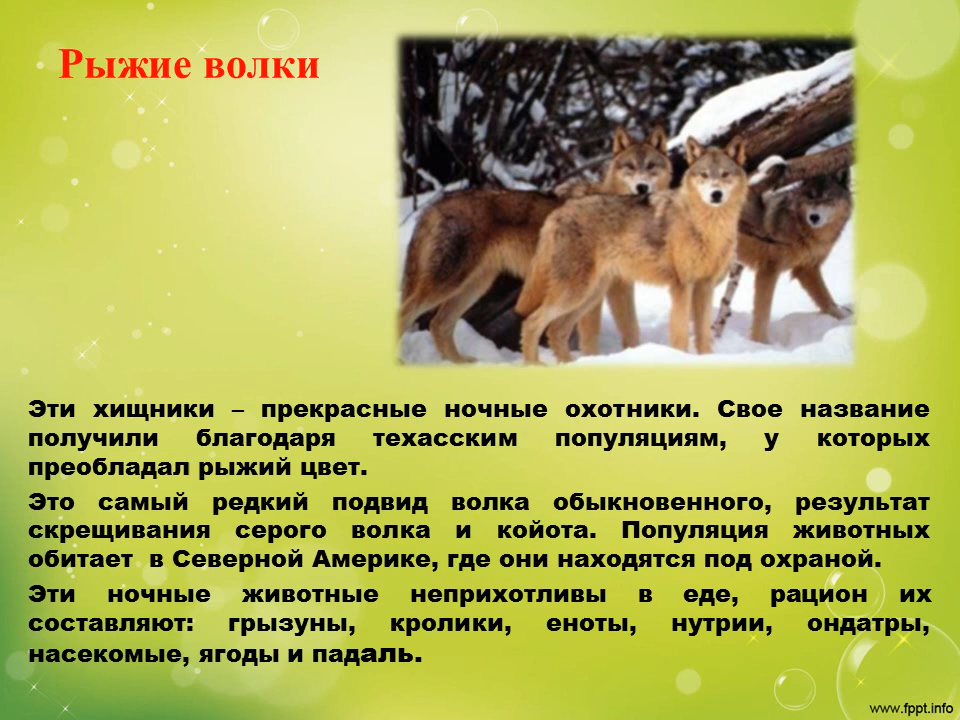 Рыжие волки
Эти хищники – прекрасные ночные охотники. Свое название
получили благодаря техасским популяциям, у которых
преобладал рыжий цвет.
Это самый редкий подвид волка обыкновенного, результат
скрещивания серого волка и койота. Популяция животных
обитает  в Северной Америке, где они находятся под охраной.
Эти ночные животные неприхотливы в еде, рацион их
составляют: грызуны, кролики, еноты, нутрии, ондатры,
насекомые, ягоды и падаль.
www.fppt.info